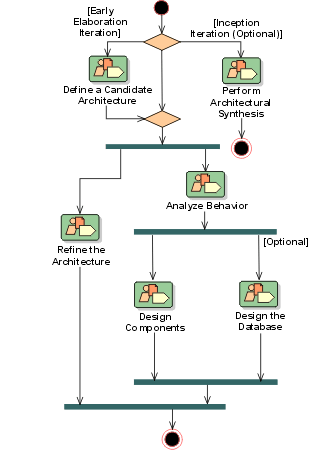 [Early
Elaboration
Iteration]
[Inception
Iteration (Optional)]
Define a Candidate
Architecture
Perform
Architectural
Synthesis
Analyze Behavior
Refine the
Architecture
[Optional]
Design
Components
Design the
Database